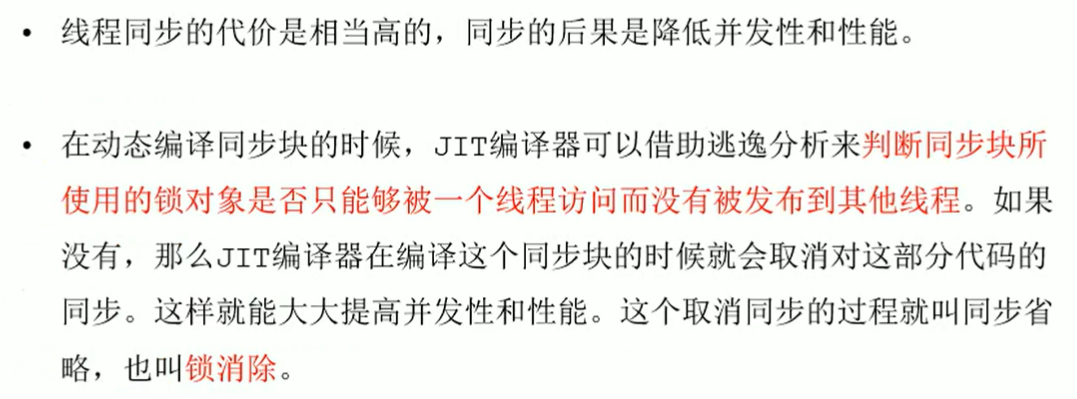 • 线程同步的代价是相当高的，同步的后果是降低并发性和性能。
• 在动态编译同步块的时候，JIT编译器可以借助逃逸分析来判断同步块所
使用的锁对象是否只能够被一个线程访问而没有被发布到其他线程。如果
没有，那么JIT编译器在编译这个同步块的时候就会取消对这部分代码的
同步。这样就能大大提高并发性和性能。这个取消同步的过程就叫同步省
略，也叫锁消除。